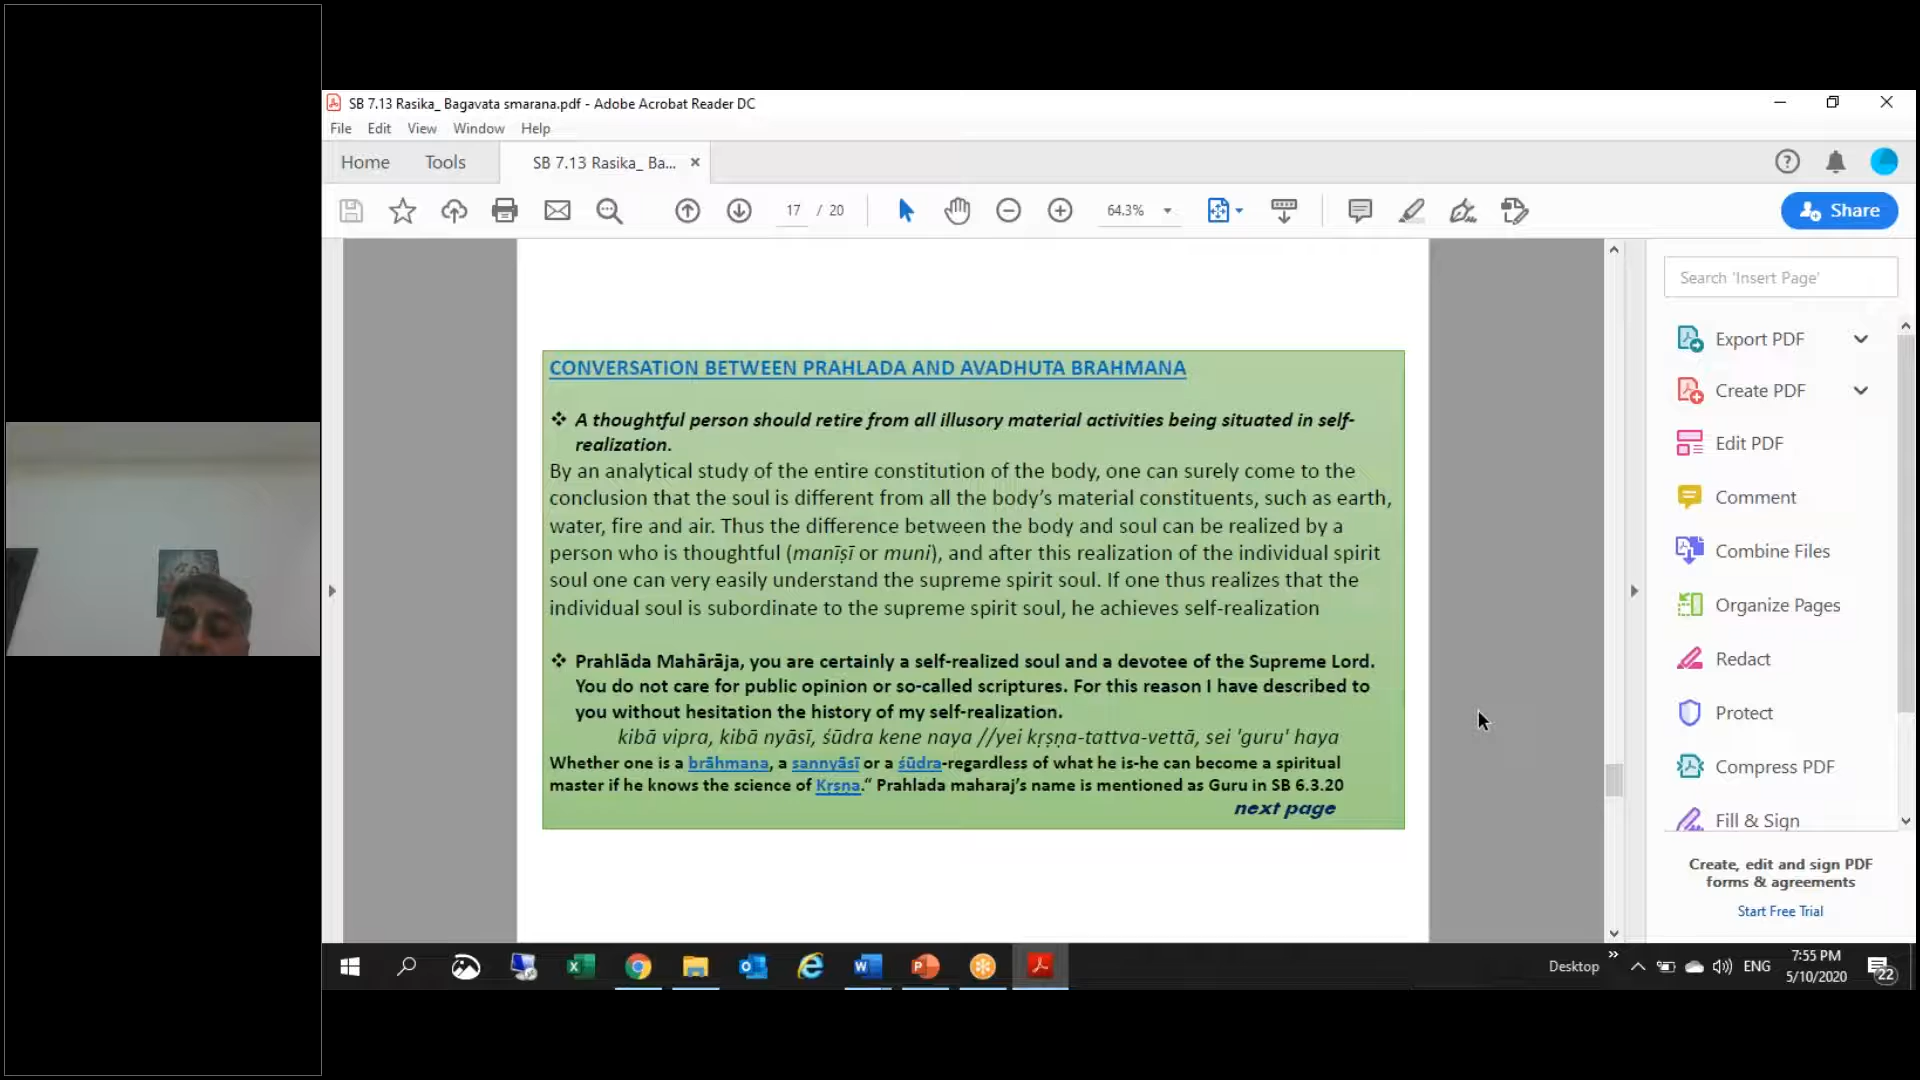 SB 7.13 Rasika_ Bagavata smarana.pdf - Adobe Acrobat Reader DC
File Edit View Window Help
Home Tools SB 7.13 Rasika_ Ba... ×
17 / 20 64.3% Share
Search 'Insert Page'
Export PDF
Create PDF
Edit PDF
Comment
Combine Files
Organize Pages
Redact
Protect
Compress PDF
Fill & Sign
Create, edit and sign PDF
forms & agreements
Start Free Trial
CONVERSATION BETWEEN PRAHLADA AND AVADHUTA BRAHMANA
❖ A thoughtful person should retire from all illusory material activities being situated in self-
realization.
By an analytical study of the entire constitution of the body, one can surely come to the
conclusion that the soul is different from all the body’s material constituents, such as earth,
water, fire and air. Thus the difference between the body and soul can be realized by a
person who is thoughtful (manīṣī or muni), and after this realization of the individual spirit
soul one can very easily understand the supreme spirit soul. If one thus realizes that the
individual soul is subordinate to the supreme spirit soul, he achieves self-realization
❖ Prahlāda Mahārāja, you are certainly a self-realized soul and a devotee of the Supreme Lord.
You do not care for public opinion or so-called scriptures. For this reason I have described to
you without hesitation the history of my self-realization.
kibā vipra, kibā nyāsī, śūdra kene naya //yei kṛṣṇa-tattva-vettā, sei 'guru' haya
Whether one is a brāhmana, a sannyāsī or a śūdra-regardless of what he is-he can become a spiritual
master if he knows the science of Kṛṣṇa.“ Prahlada maharaj’s name is mentioned as Guru in SB 6.3.20
next page
Desktop » ENG 7:55 PM
5/10/2020 22